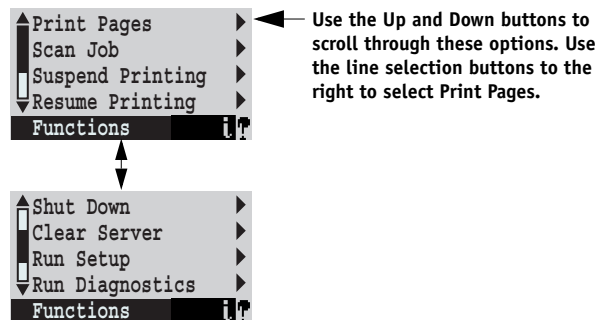 Print Pages
Scan Job
Suspend Printing
Resume Printing
Functions
Use the Up and Down buttons to
scroll through these options. Use
the line selection buttons to the
right to select Print Pages.
Shut Down
Clear Server
Run Setup
Run Diagnostics
Functions